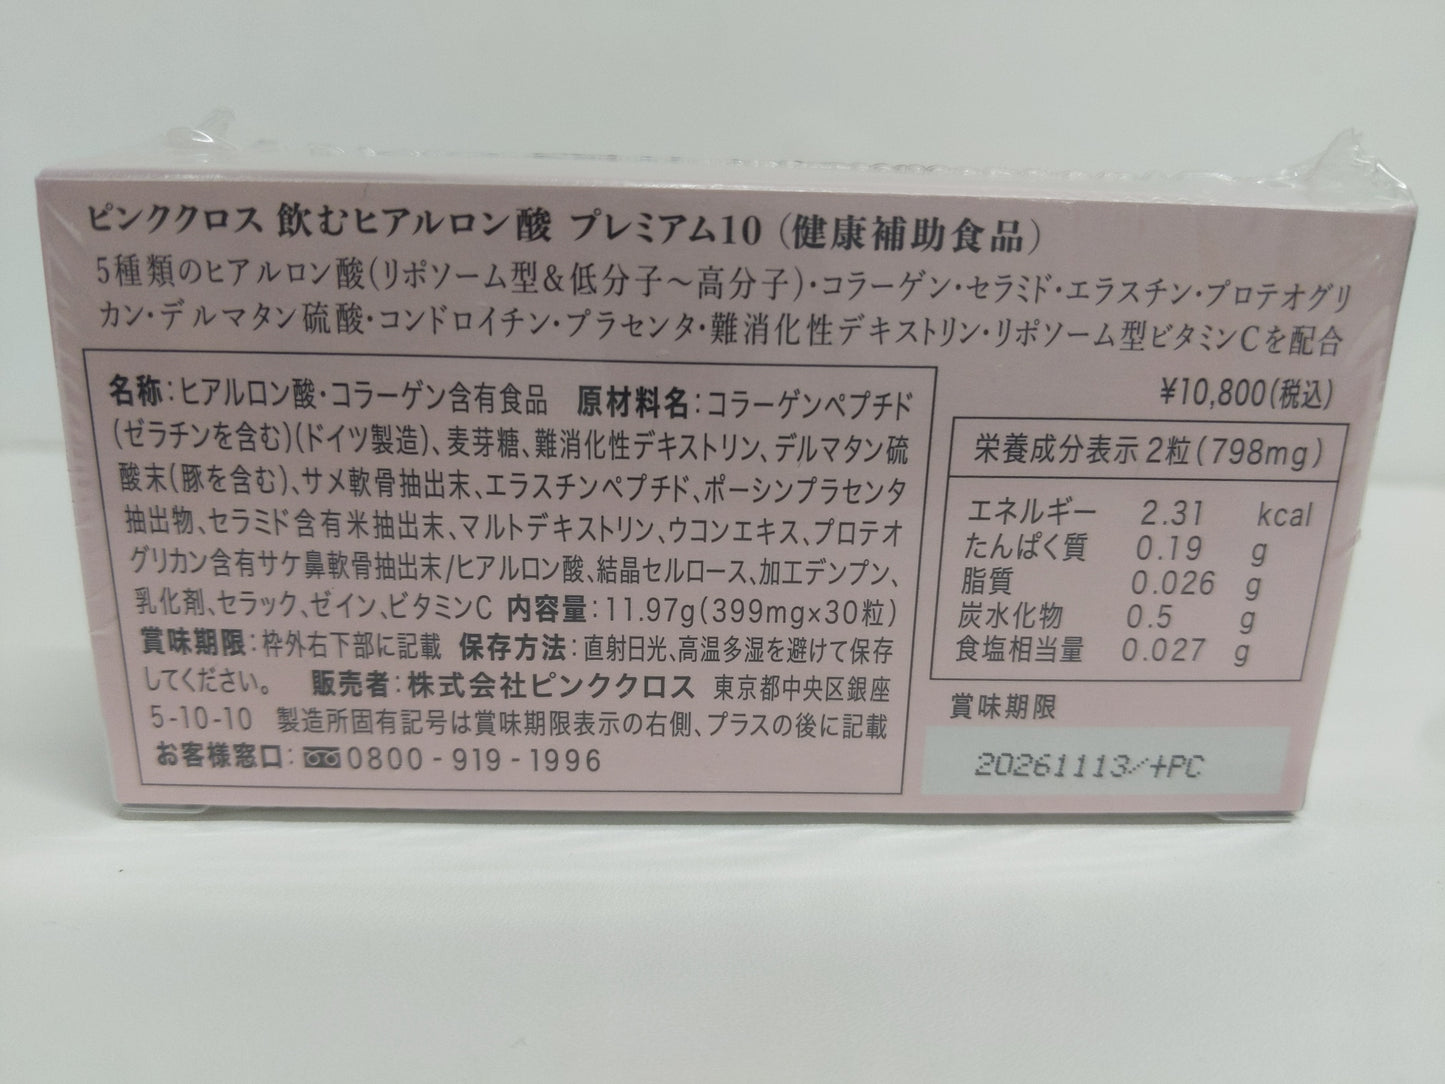 ピンククロス 飲むヒアルロン酸 プレミアム10（健康補助食品）
5種類のヒアルロン酸（リポソーム型&低分子～高分子）・コラーゲン・セラミド・エラスチン・プロテオグリ
カン・デルマタン硫酸・コンドロイチン・プラセンタ・難消化性デキストリン・リポソーム型ビタミンCを配合
¥10,800（税込）
名称：ヒアルロン酸・コラーゲン含有食品 原材料名：コラーゲンペプチド
（ゼラチンを含む）（ドイツ製造）、麦芽糖、難消化性デキストリン、デルマタン硫
酸末（豚を含む）、サメ軟骨抽出末、エラスチンペプチド、ポーシンプラセンタ
抽出物、セラミド含有米抽出末、マルトデキストリン、ウコンエキス、プロテオ
グリカン含有サケ鼻軟骨抽出末/ヒアルロン酸、結晶セルロース、加工デンプン、
乳化剤、セラック、ゼイン、ビタミンC 内容量：11.97g（399mg×30粒）
賞味期限：枠外右下部に記載 保存方法：直射日光、高温多湿を避けて保存
してください。 販売者：株式会社ピンククロス 東京都中央区銀座
5-10-10 製造所固有記号は賞味期限表示の右側、プラスの後に記載
お客様窓口：0800-919-1996
栄養成分表示 2粒（798mg）
エネルギー 2.31 kcal
たんぱく質 0.19 g
脂質 0.026 g
炭水化物 0.5 g
食塩相当量 0.027 g
賞味期限
20261113/+PC